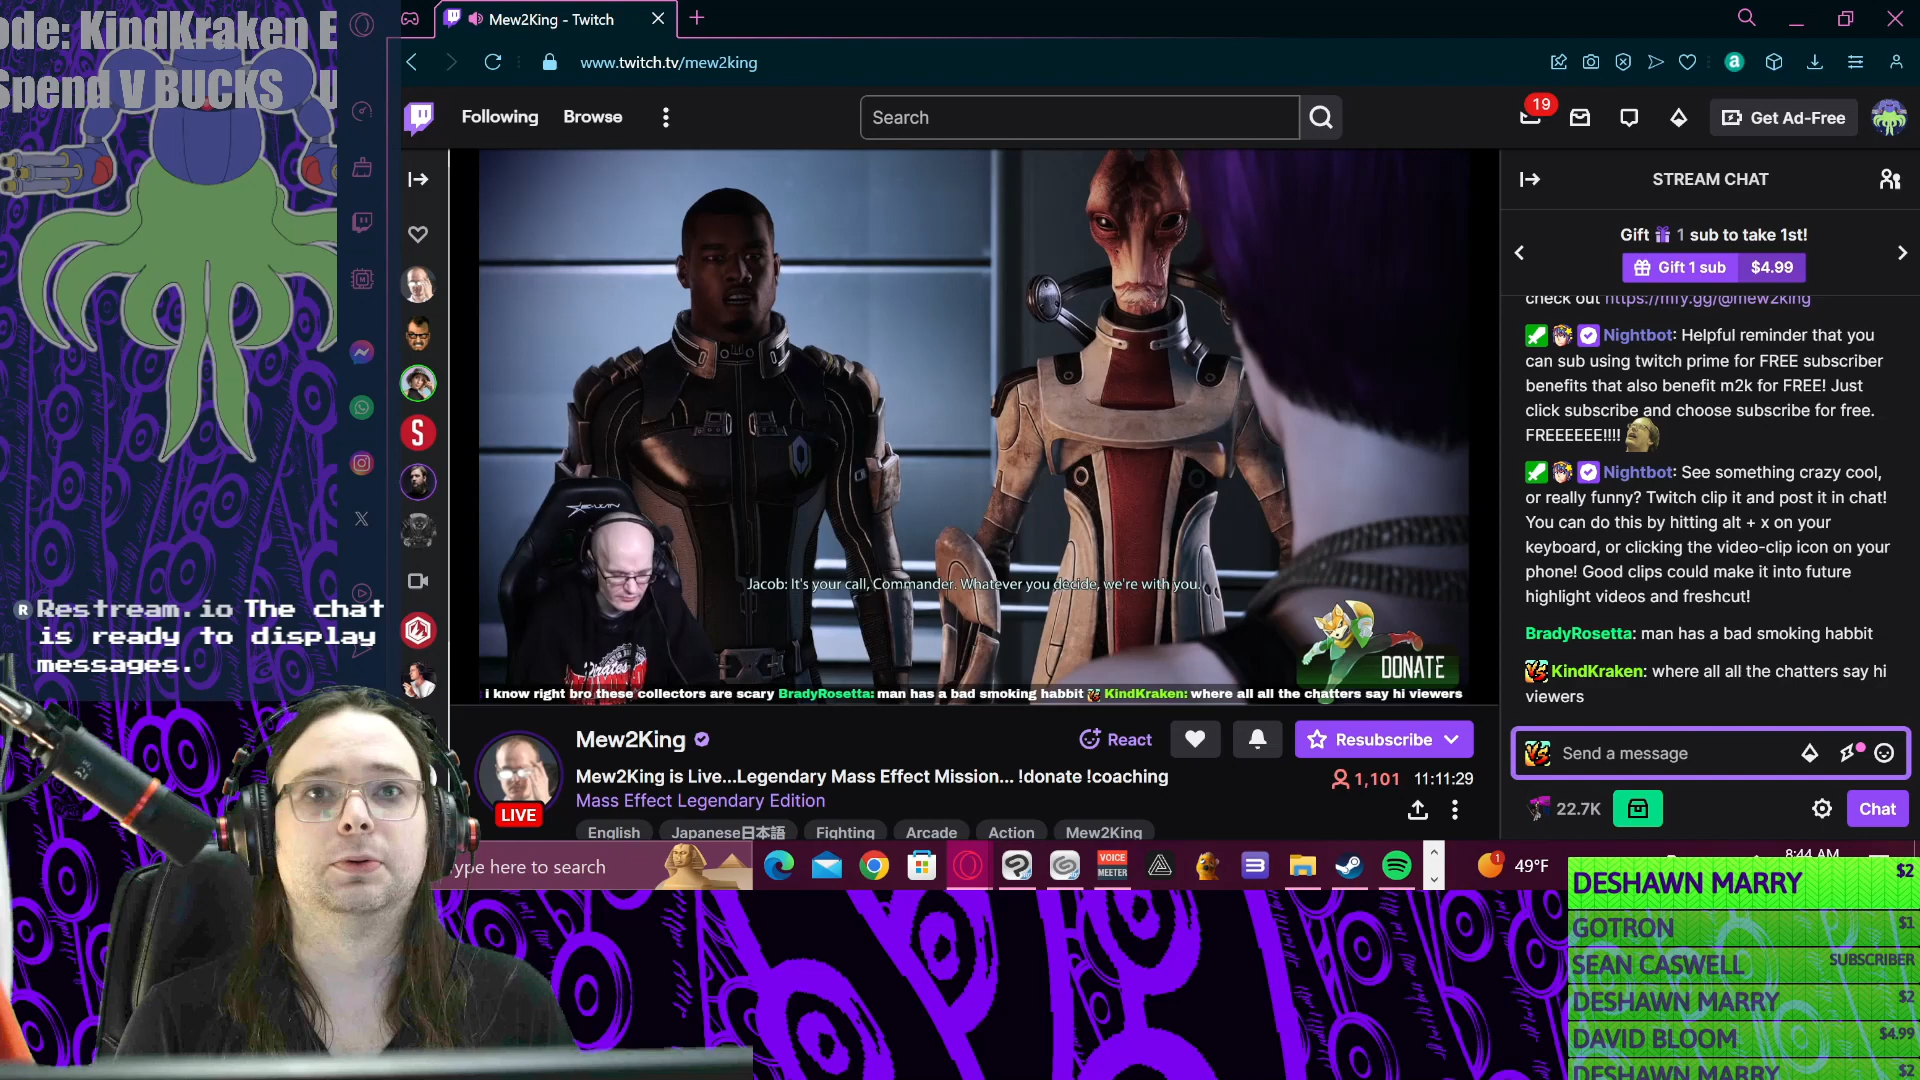 ode: KindKraken E
Spend V BUCKS U
Mew2King - Twitch
www.twitch.tv/mew2king
Following
Browse
Search
19
Get Ad-Free
STREAM CHAT
Gift 1 sub to take 1st!
Gift 1 sub $4.99
check out https://mfy.gg/@mew2king
Nightbot: Helpful reminder that you
can sub using twitch prime for FREE subscriber
benefits that also benefit m2k for FREE! Just
click subscribe and choose subscribe for free.
FREEEEEE!!!!
Nightbot: See something crazy cool,
or really funny? Twitch clip it and post it in chat!
You can do this by hitting alt + x on your
keyboard, or clicking the video-clip icon on your
phone! Good clips could make it into future
highlight videos and freshcut!
BradyRosetta: man has a bad smoking habbit
KindKraken: where all all the chatters say hi
viewers
Send a message
22.7K
Chat
EWIN
Jacob: It's your call, Commander. Whatever you decide, we're with you.
DONATE
i know right bro these collectors are scary BradyRosetta: man has a bad smoking habbit KindKraken: where all all the chatters say hi viewers
R Restream.io The chat
is ready to display
messages.
Mew2King
React
Resubscribe
Mew2King is Live...Legendary Mass Effect Mission... !donate !coaching
Mass Effect Legendary Edition
1,101 11:11:29
LIVE
English
Japanese日本語
Fighting
Arcade
Action
Mew2King
ype here to search
VOICE
MEETER
1
49°F
8:44 AM
DESHAWN MARRY $2
GOTRON $1
SEAN CASWELL SUBSCRIBER
DESHAWN MARRY $2
DAVID BLOOM $4.99
DESHAWN MARRY $2